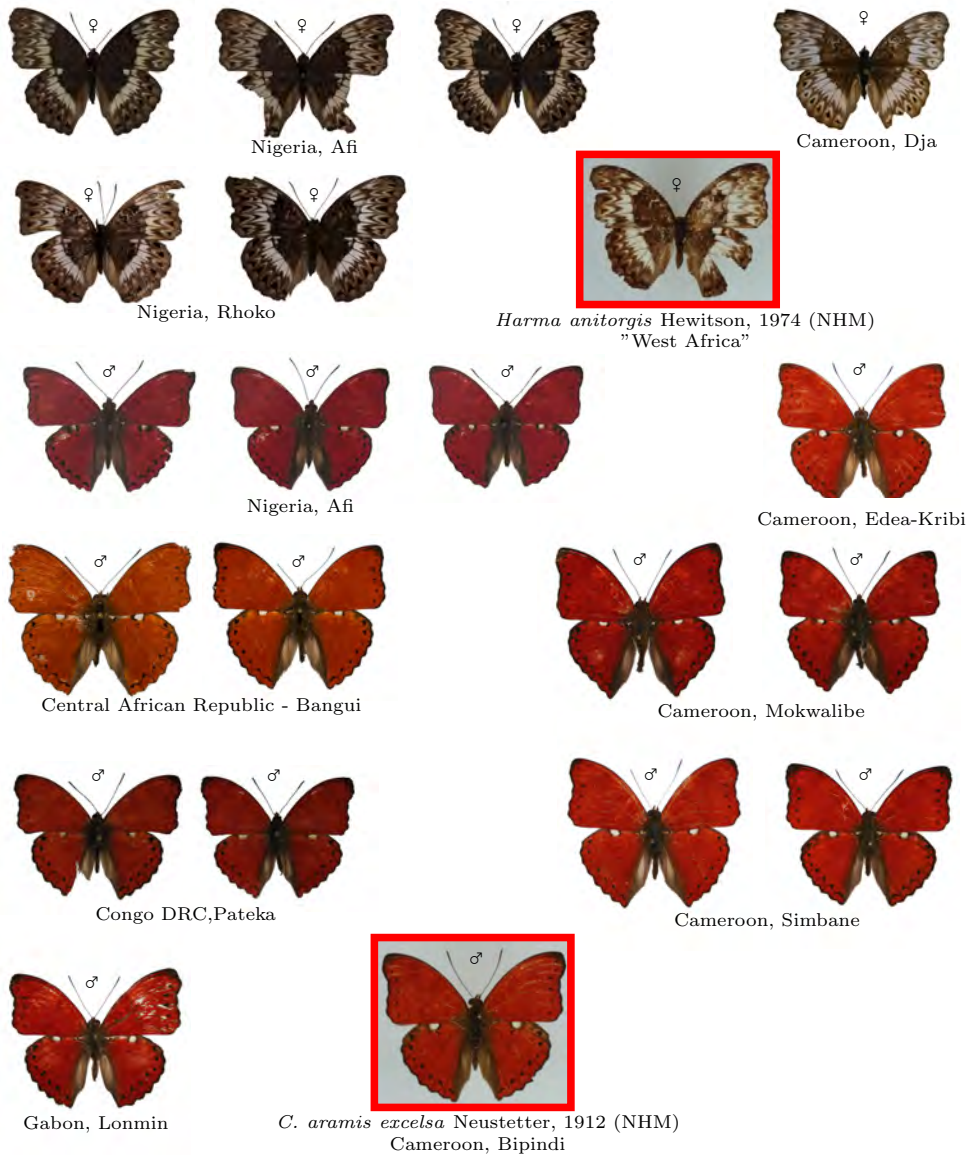 ♀ ♀ ♀ ♀
Nigeria, Afi
Cameroon, Dja
♀ ♀ ♀
Nigeria, Rhoko
Harma anitorgis Hewitson, 1974 (NHM)
"West Africa"
♂ ♂ ♂ ♂
Nigeria, Afi
Cameroon, Edea-Kribi
♂ ♂ ♂ ♂
Central African Republic - Bangui
Cameroon, Mokwalibe
♂ ♂ ♂ ♂
Congo DRC,Pateka
Cameroon, Simbane
♂ ♂
Gabon, Lonmin
C. aramis excelsa Neustetter, 1912 (NHM)
Cameroon, Bipindi